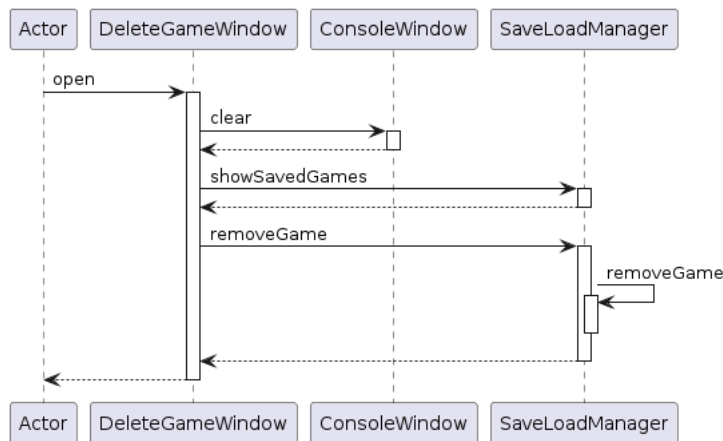 Actor DeleteGameWindow ConsoleWindow SaveLoadManager
open
clear
showSavedGames
removeGame
removeGame
Actor DeleteGameWindow ConsoleWindow SaveLoadManager